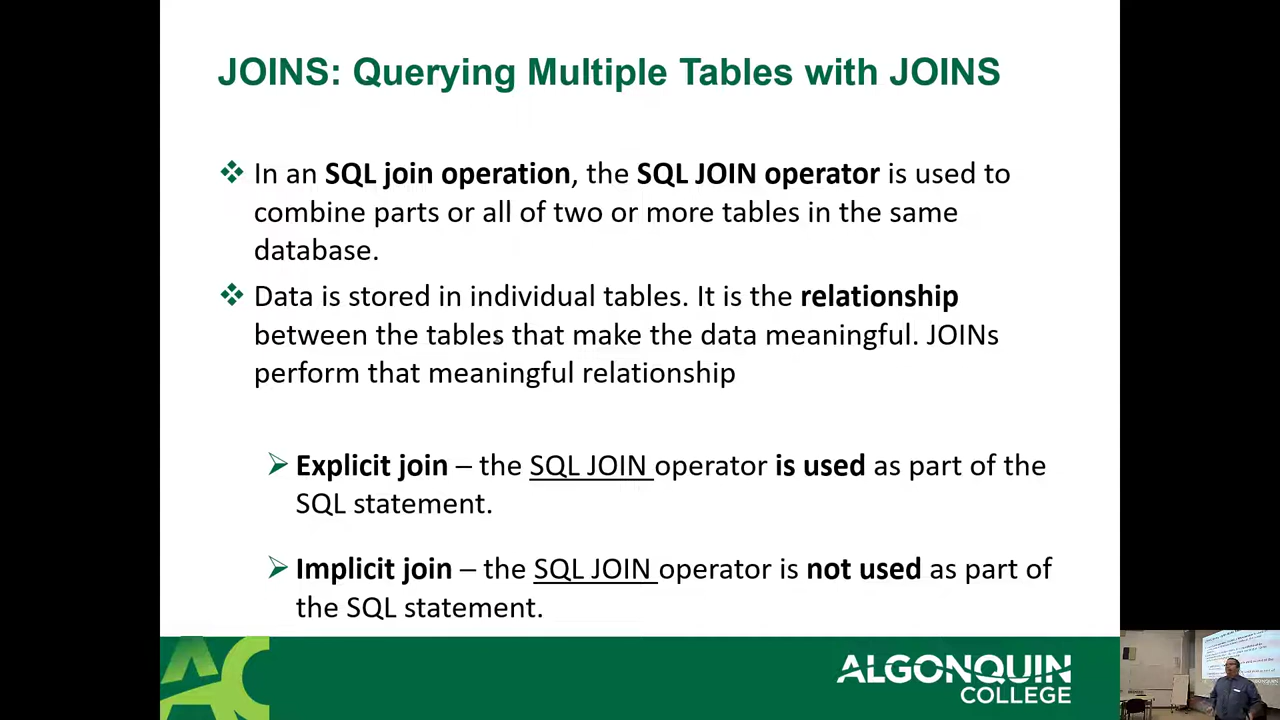 JOINS: Querying Multiple Tables with JOINS
❖ In an SQL join operation, the SQL JOIN operator is used to
combine parts or all of two or more tables in the same
database.
❖ Data is stored in individual tables. It is the relationship
between the tables that make the data meaningful. JOINs
perform that meaningful relationship
➢ Explicit join – the SQL JOIN operator is used as part of the
SQL statement.
➢ Implicit join – the SQL JOIN operator is not used as part of
the SQL statement.
AC
ALGONQUIN
COLLEGE